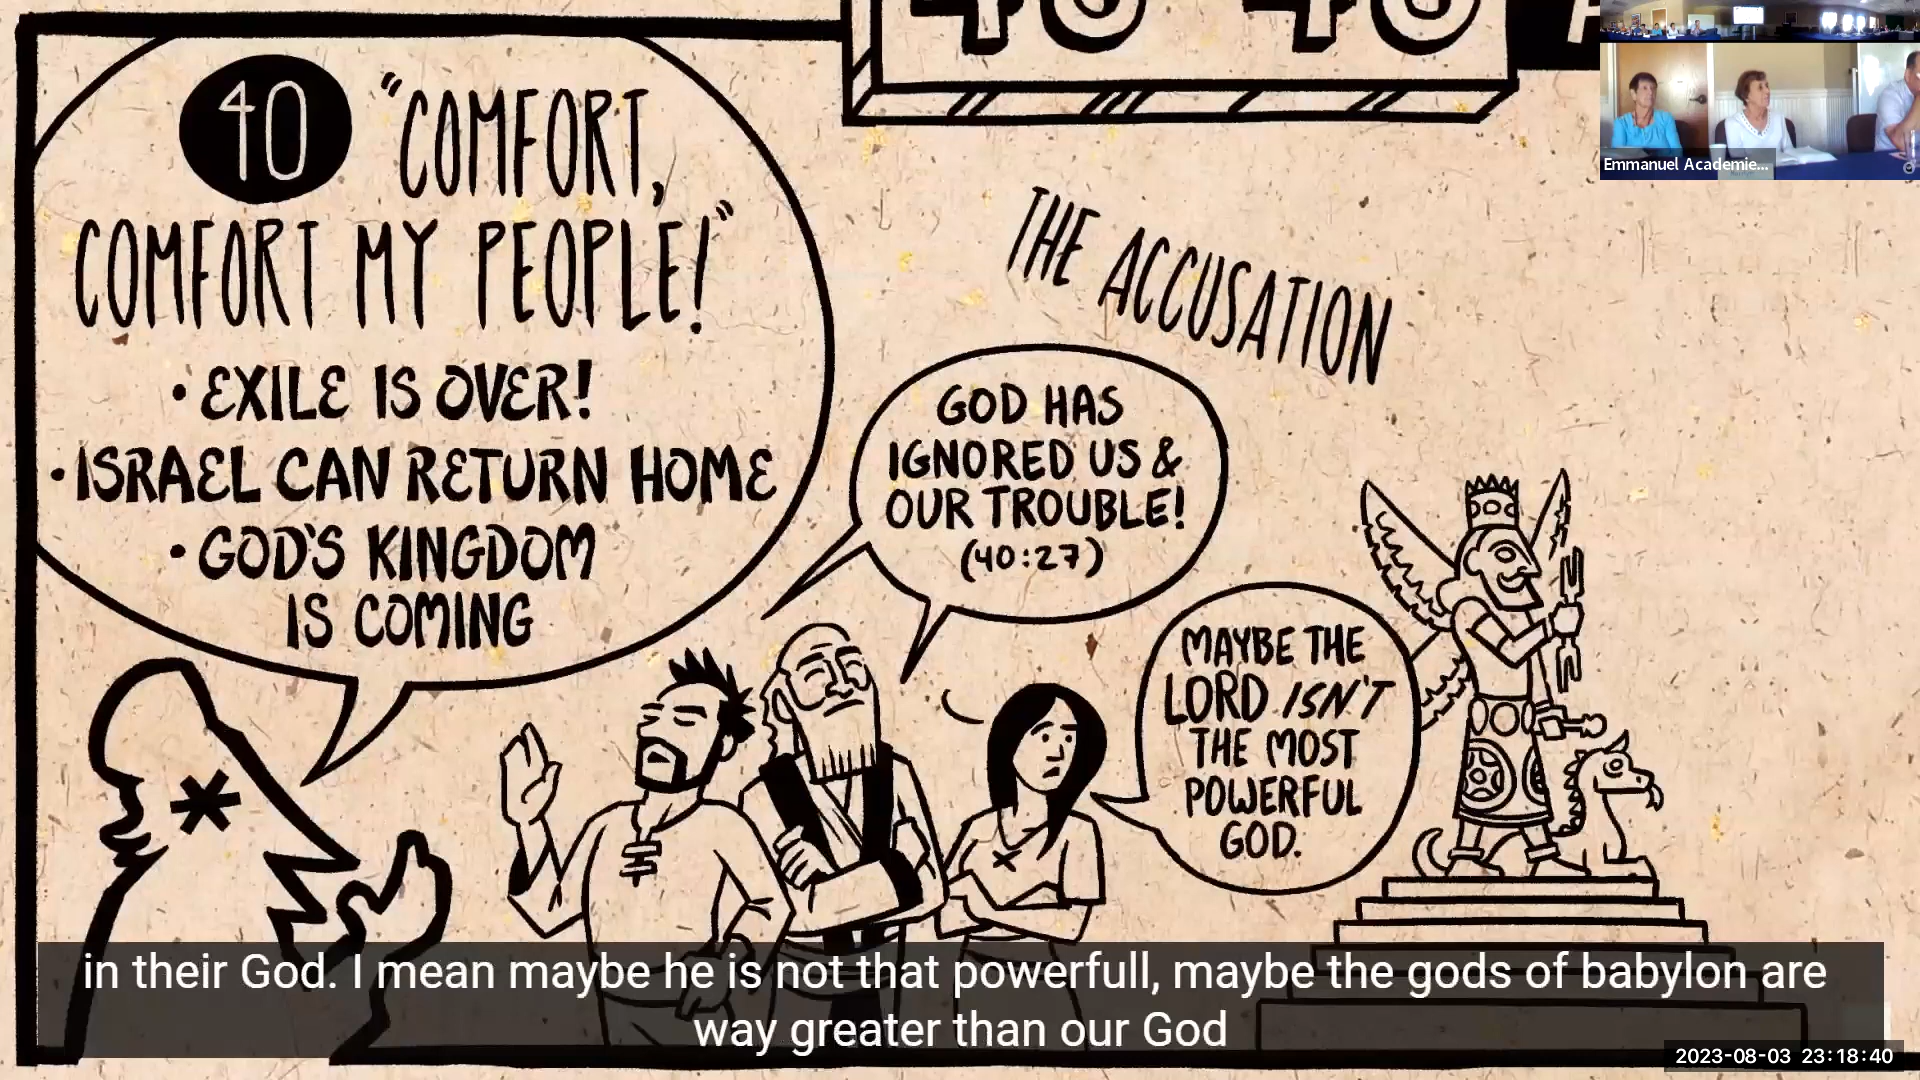 40 "COMFORT,
COMFORT MY PEOPLE!"
• EXILE IS OVER!
• ISRAEL CAN RETURN HOME
• GOD'S KINGDOM
IS COMING
THE ACCUSATION
GOD HAS
IGNORED US &
OUR TROUBLE!
(40:27)
MAYBE THE
LORD ISN'T
THE MOST
POWERFUL
GOD.
Emmanuel Academie...
in their God. I mean maybe he is not that powerfull, maybe the gods of babylon are
way greater than our God
2023-08-03 23:18:40